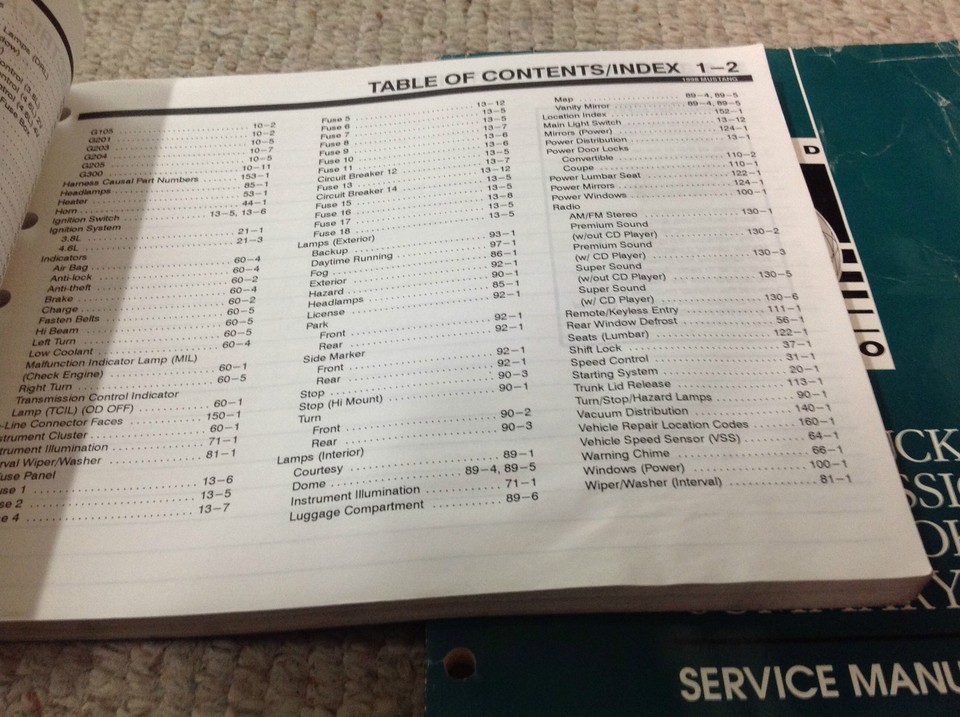 TABLE OF CONTENTS/INDEX 1-2
1996 MUSTANG
G105 10-2
G201 10-2
G203 10-5
G204 10-7
G205 10-5
G300 10-11
Harness Causal Part Numbers 153-1
Headlamps 85-1
Heater 53-1
Horn 44-1
Ignition Switch 13-5, 13-6
Ignition System
3.8L 21-1
4.6L 21-3
Indicators
Air Bag 60-4
Anti-lock 60-4
Anti-theft 60-2
Brake 60-4
Charge 60-2
Fasten Belts 60-5
Hi Beam 60-5
Left Turn 60-5
Low Coolant 60-4
Malfunction Indicator Lamp (MIL)
(Check Engine) 60-1
Right Turn 60-5
Transmission Control Indicator
Lamp (TCIL) (OD OFF) 60-1
-Line Connector Faces 150-1
strument Cluster 60-1
strument Illumination 71-1
rval Wiper/Washer 81-1
use Panel
use 1 13-6
se 2 13-5
e 4 13-7
Fuse 5 13-12
Fuse 6 13-5
Fuse 7 13-5
Fuse 8 13-7
Fuse 9 13-6
Fuse 10 13-6
Fuse 11 13-5
Circuit Breaker 12 13-7
Fuse 13 13-12
Circuit Breaker 14 13-5
Fuse 15 13-5
Fuse 16 13-8
Fuse 17 13-5
Fuse 18 13-5
Lamps (Exterior)
Backup 93-1
Daytime Running 97-1
Fog 86-1
Exterior 92-1
Hazard 90-1
Headlamps 85-1
License 92-1
Park
Front 92-1
Rear 92-1
Side Marker
Front 92-1
Rear 92-1
Stop 90-3
Stop (Hi Mount) 90-1
Turn
Front 90-2
Rear 90-3
Lamps (Interior)
Courtesy 89-1
Dome 89-4, 89-5
Instrument Illumination 71-1
Luggage Compartment 89-6
Map 89-4, 89-5
Vanity Mirror 89-4, 89-5
Location Index 152-1
Main Light Switch 13-12
Mirrors (Power) 124-1
Power Distribution 13-1
Power Door Locks
Convertible 110-2
Coupe 110-1
Power Lumbar Seat 122-1
Power Mirrors 124-1
Power Windows 100-1
Radio
AM/FM Stereo 130-1
Premium Sound
(w/out CD Player) 130-2
Premium Sound
(w/ CD Player) 130-3
Super Sound
(w/out CD Player) 130-5
Super Sound
(w/ CD Player) 130-6
Remote/Keyless Entry 111-1
Rear Window Defrost 56-1
Seats (Lumbar) 122-1
Shift Lock 37-1
Speed Control 31-1
Starting System 20-1
Trunk Lid Release 113-1
Turn/Stop/Hazard Lamps 90-1
Vacuum Distribution 140-1
Vehicle Repair Location Codes 160-1
Vehicle Speed Sensor (VSS) 64-1
Warning Chime 66-1
Windows (Power) 100-1
Wiper/Washer (Interval) 81-1
D
O
UCK
SSIO
SERVICE MANU